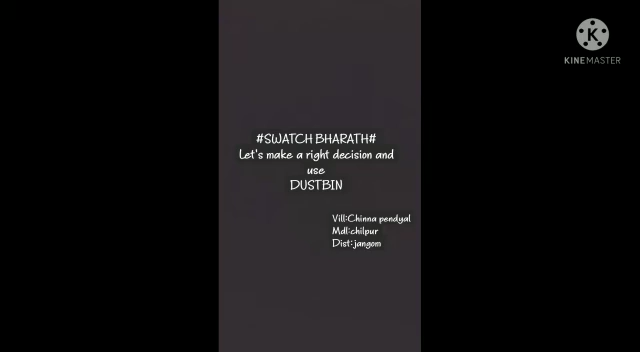 #SWATCH BHARATH#
Let's make a right decision and
use
DUSTBIN
Vill:Chinna pendyal
Mdl:chilpur
Dist:jangom
K
KINEMASTER